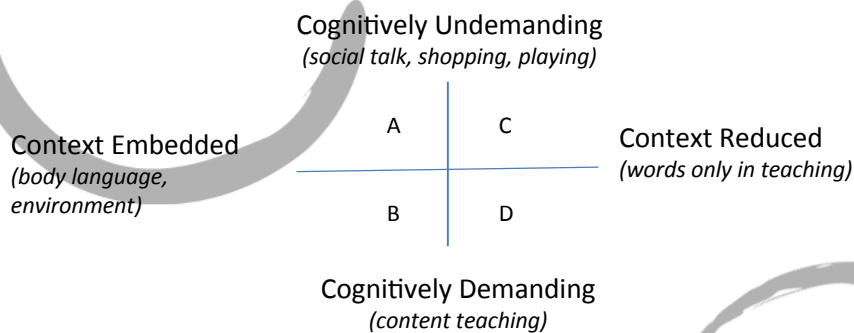 Cognitively Undemanding
(social talk, shopping, playing)
A
C
Context Embedded
(body language,
environment)
Context Reduced
(words only in teaching)
B
D
Cognitively Demanding
(content teaching)